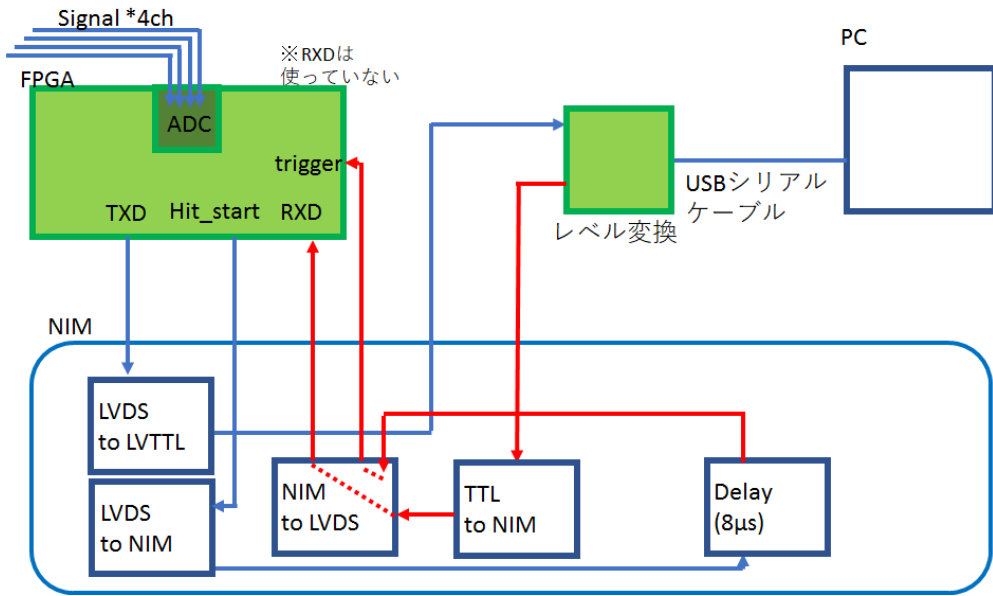 Signal *4ch
※RXDは
使っていない
PC
FPGA
ADC
trigger
TXD
Hit_start
RXD
USBシリアル
ケーブル
レベル変換
NIM
LVDS
to LVTTL
LVDS
to NIM
NIM
to LVDS
TTL
to NIM
Delay
(8μs)